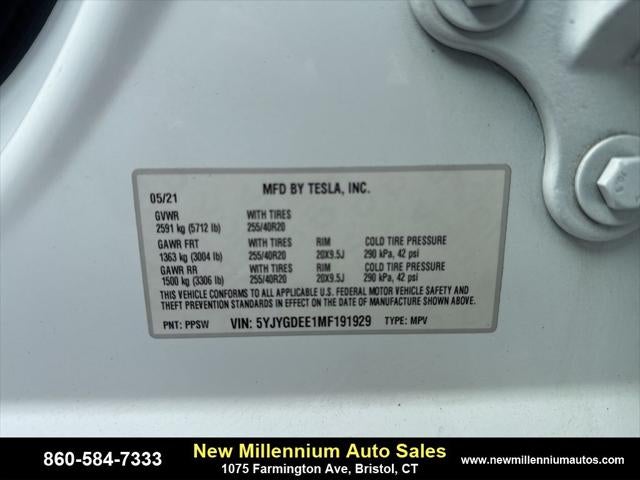 MFD BY TESLA, INC.
05/21
GVWR WITH TIRES
2591 kg (5712 lb) 255/40R20
GAWR FRT WITH TIRES RIM COLD TIRE PRESSURE
1363 kg (3004 lb) 255/40R20 20X9.5J 290 kPa, 42 psi
GAWR RR WITH TIRES RIM COLD TIRE PRESSURE
1500 kg (3306 lb) 255/40R20 20X9.5J 290 kPa, 42 psi
THIS VEHICLE CONFORMS TO ALL APPLICABLE U.S. FEDERAL MOTOR VEHICLE SAFETY AND
THEFT PREVENTION STANDARDS IN EFFECT ON THE DATE OF MANUFACTURE SHOWN ABOVE.
PNT: PPSW VIN: 5YJYGDEE1MF191929 TYPE: MPV
860-584-7333
New Millennium Auto Sales
1075 Farmington Ave, Bristol, CT
www.newmillenniumautos.com